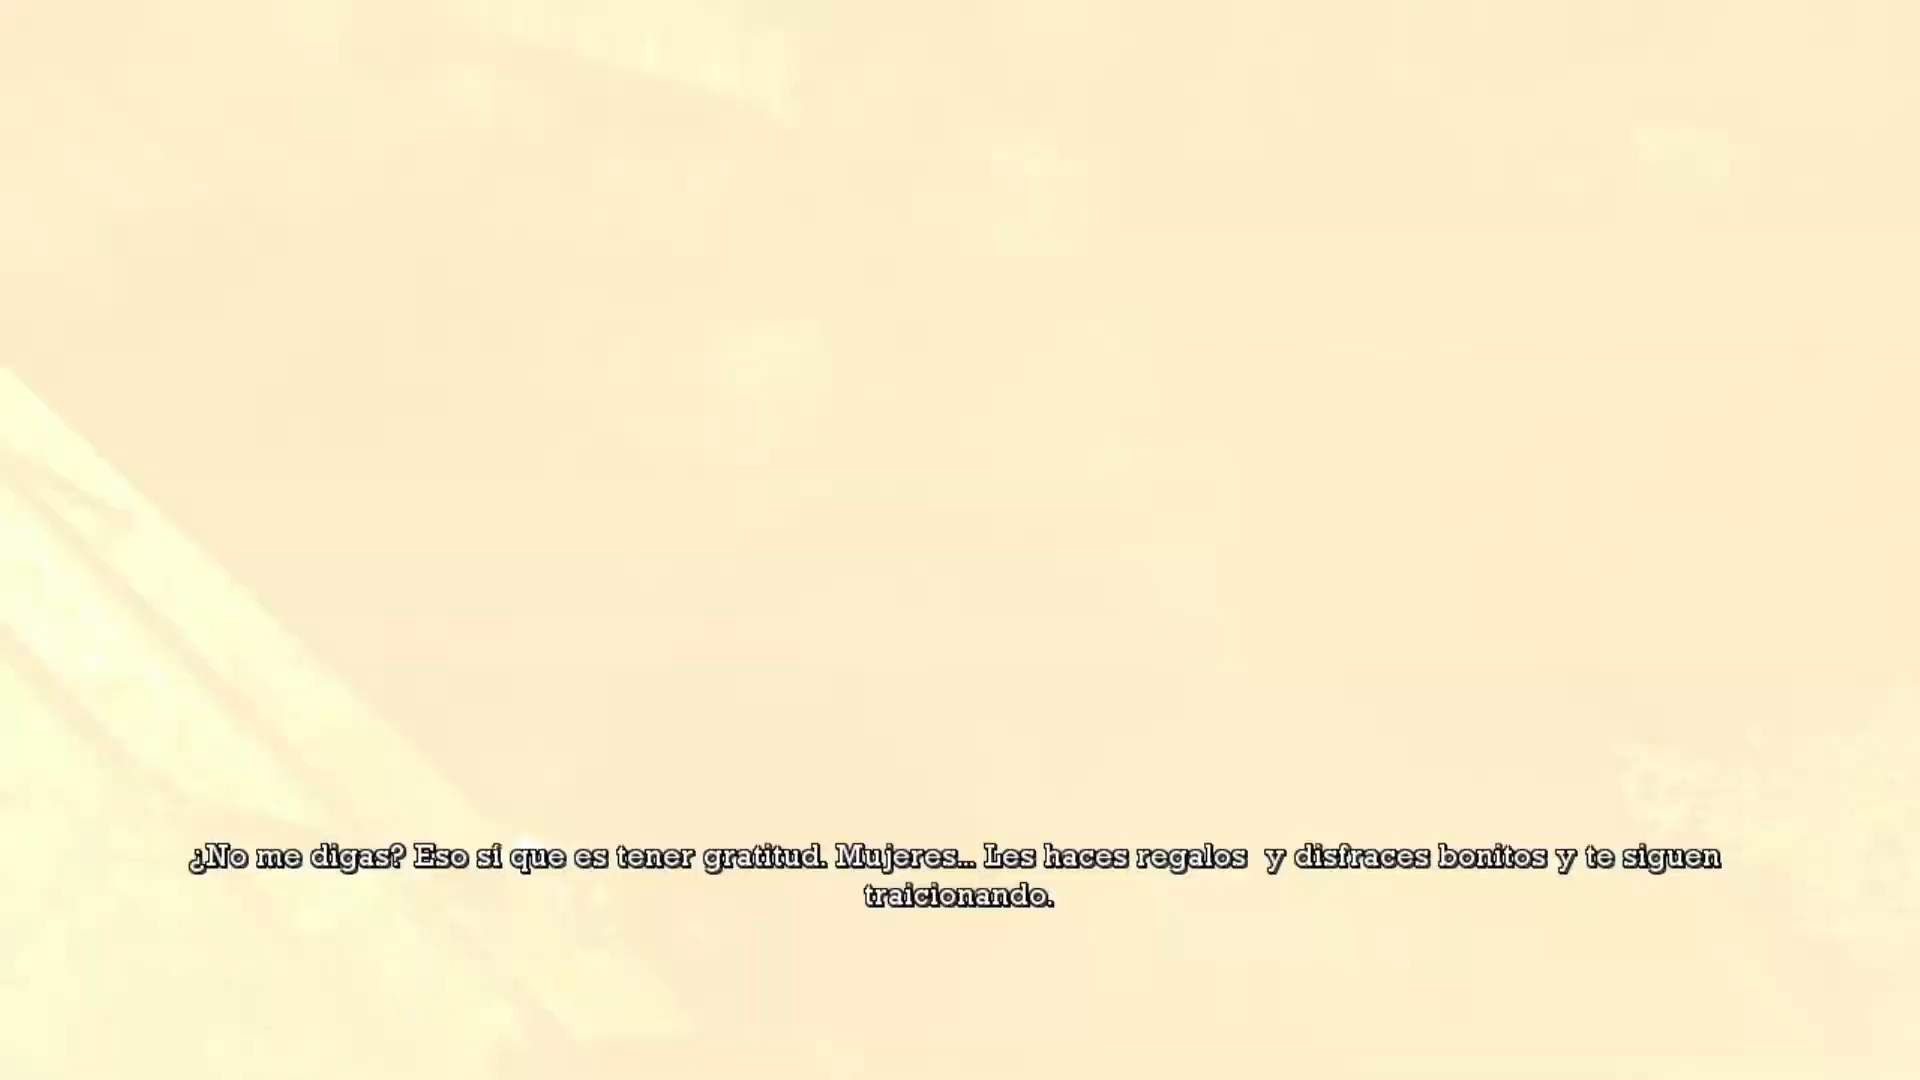 ¿No me digas? Eso sí que es tener gratitud. Mujeres... Les haces regalos  y disfraces bonitos y te siguen
traicionando.